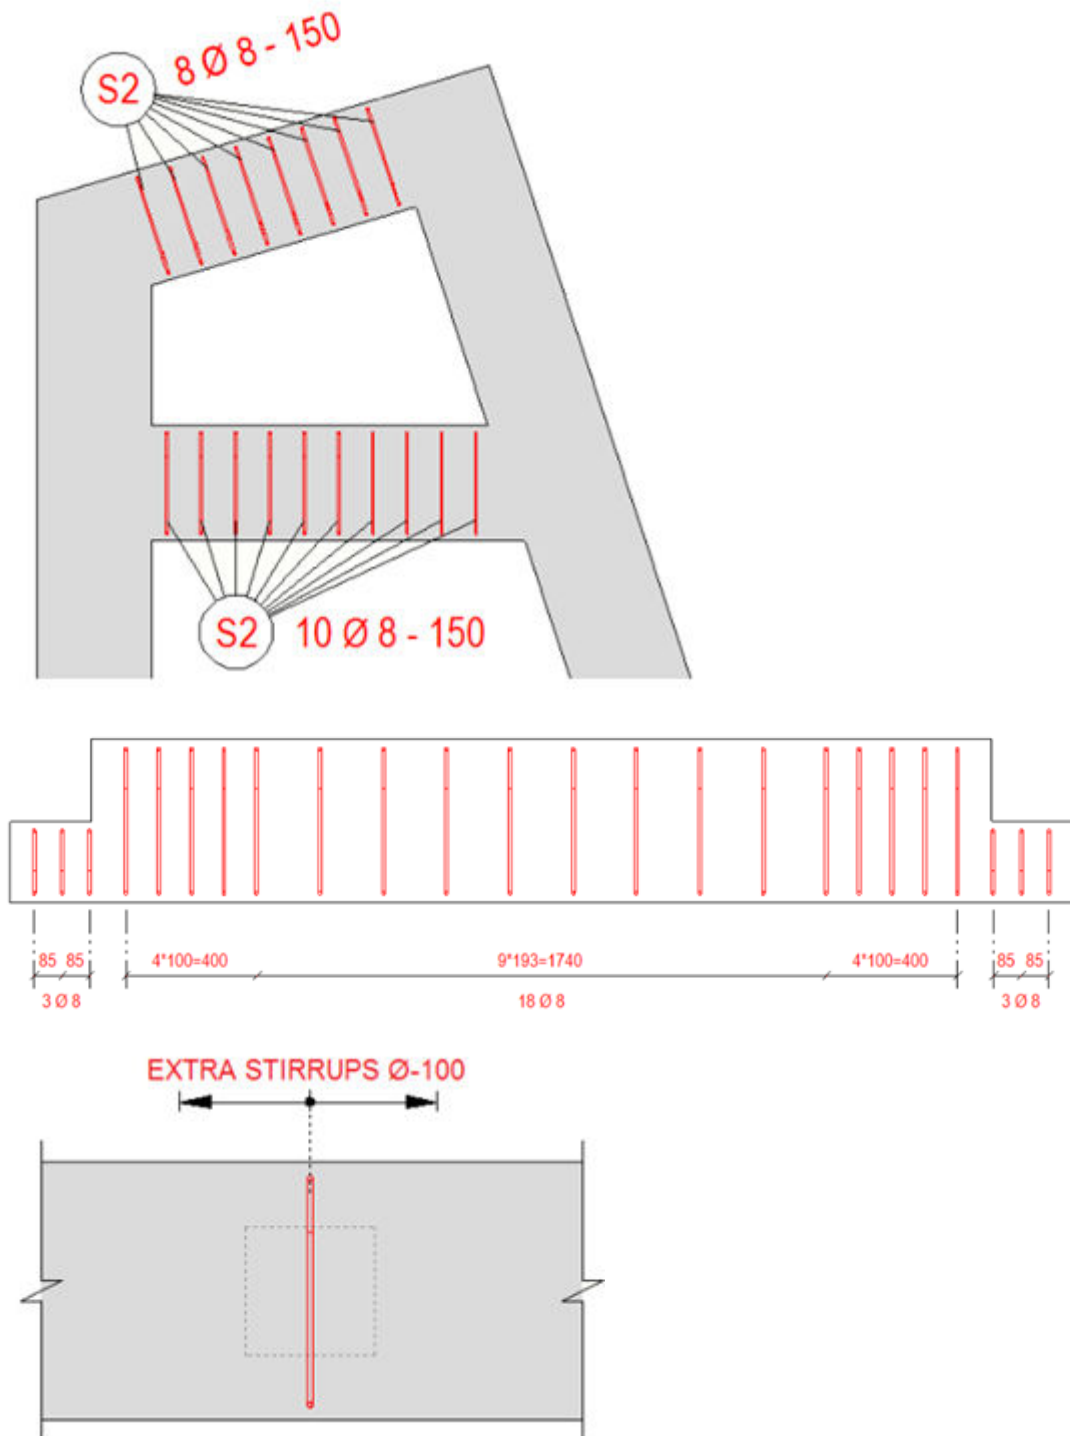 S2 8 Ø 8 - 150
S2 10 Ø 8 - 150
85 85 4*100=400 9*193=1740 4*100=400 85 85
3 Ø 8 18 Ø 8 3 Ø 8
EXTRA STIRRUPS Ø-100